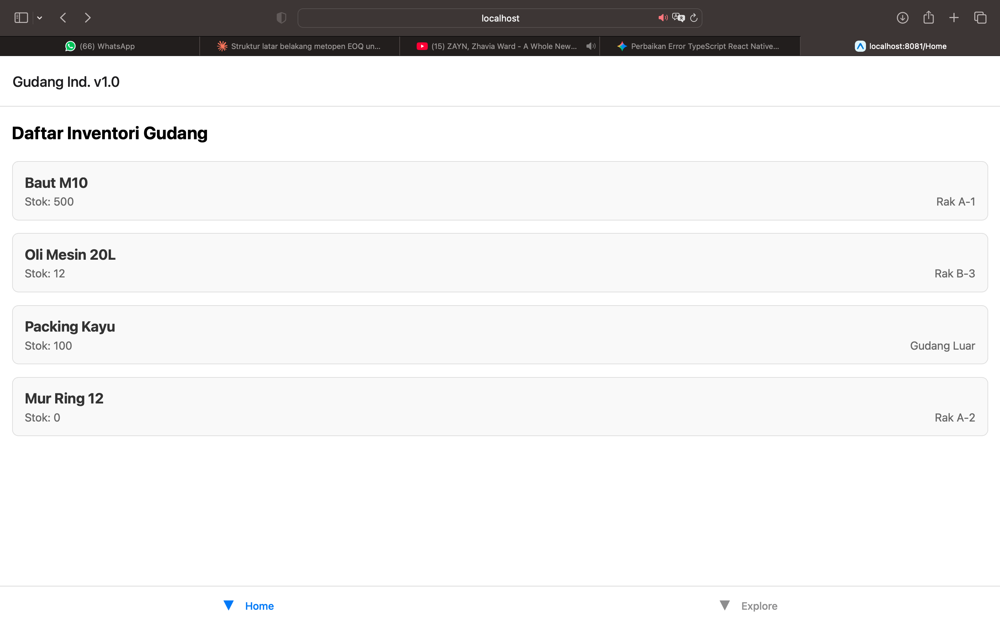 localhost
(66) WhatsApp
Struktur latar belakang metopen EOQ un...
(15) ZAYN, Zhavia Ward - A Whole New...
Perbaikan Error TypeScript React Native...
localhost:8081/Home
Gudang Ind. v1.0
Daftar Inventori Gudang
Baut M10
Stok: 500
Rak A-1
Oli Mesin 20L
Stok: 12
Rak B-3
Packing Kayu
Stok: 100
Gudang Luar
Mur Ring 12
Stok: 0
Rak A-2
Home
Explore